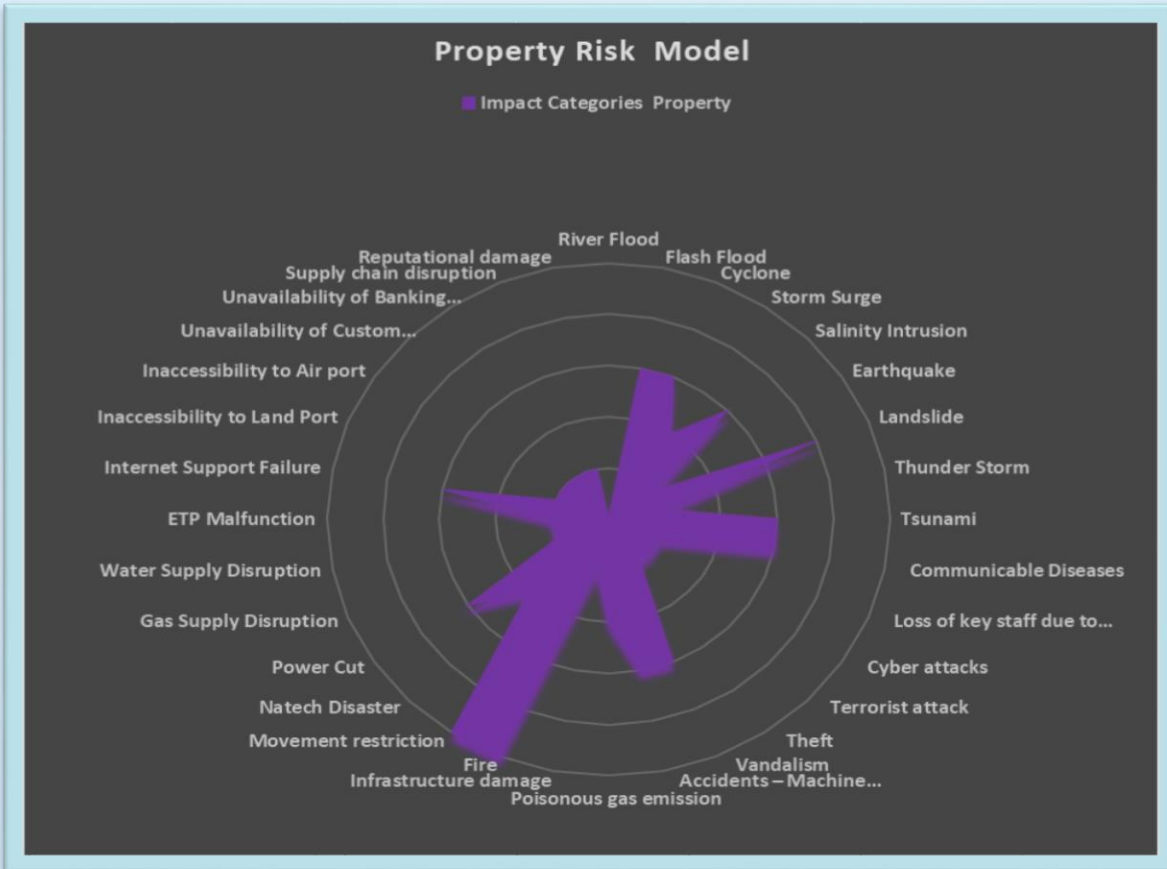 Property Risk Model
Impact Categories Property
River Flood
Flash Flood
Cyclone
Storm Surge
Salinity Intrusion
Earthquake
Landslide
Thunder Storm
Tsunami
Communicable Diseases
Loss of key staff due to...
Cyber attacks
Terrorist attack
Theft
Vandalism
Accidents – Machine...
Poisonous gas emission
Infrastructure damage
Fire
Movement restriction
Natech Disaster
Power Cut
Gas Supply Disruption
Water Supply Disruption
ETP Malfunction
Internet Support Failure
Inaccessibility to Land Port
Inaccessibility to Air port
Unavailability of Custom...
Unavailability of Banking...
Supply chain disruption
Reputational damage